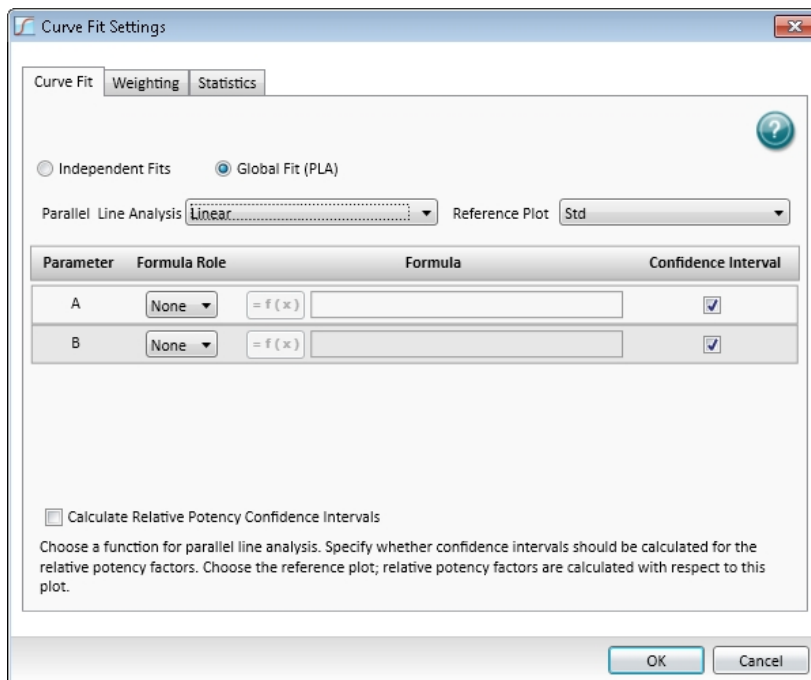 Curve Fit Settings
Curve Fit Weighting Statistics
?
Independent Fits Global Fit (PLA)
Parallel Line Analysis Linear Reference Plot Std
Parameter Formula Role Formula Confidence Interval
A None =f(x)
B None =f(x)
Calculate Relative Potency Confidence Intervals
Choose a function for parallel line analysis. Specify whether confidence intervals should be calculated for the
relative potency factors. Choose the reference plot; relative potency factors are calculated with respect to this
plot.
OK Cancel